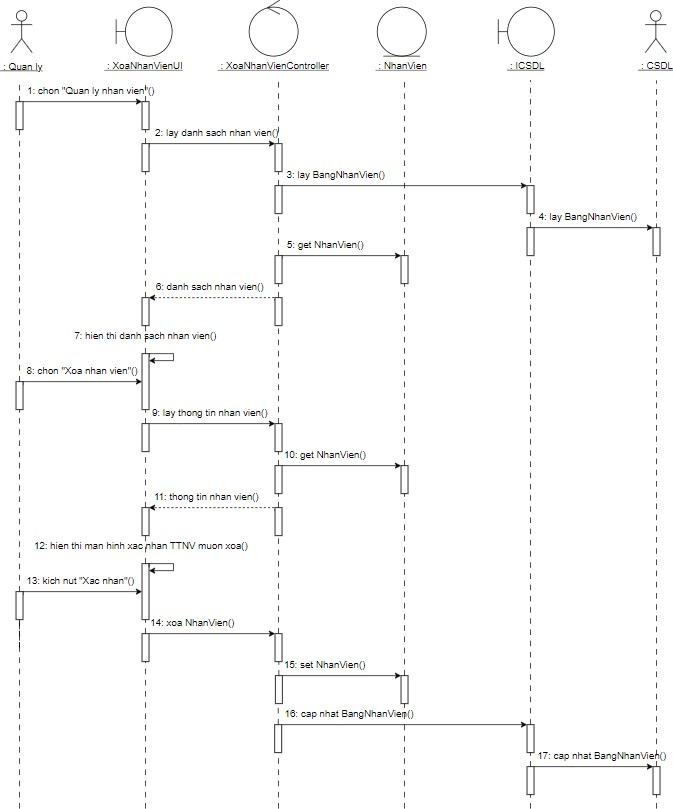 : Quan ly
: XoaNhanVienUI
: XoaNhanVienController
: NhanVien
: ICSDL
: CSDL
1: chon "Quan ly nhan vien"()
2: lay danh sach nhan vien()
3: lay BangNhanVien()
4: lay BangNhanVien()
5: get NhanVien()
6: danh sach nhan vien()
7: hien thi danh sach nhan vien()
8: chon "Xoa nhan vien"()
9: lay thong tin nhan vien()
10: get NhanVien()
11: thong tin nhan vien()
12: hien thi man hinh xac nhan TTNV muon xoa()
13: kich nut "Xac nhan"()
14: xoa NhanVien()
15: set NhanVien()
16: cap nhat BangNhanVien()
17: cap nhat BangNhanVien()